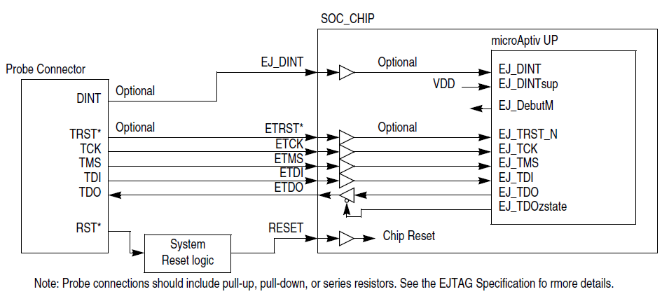 SOC_CHIP
microAptiv UP
Probe Connector
EJ_DINT
Optional
EJ_DINT
Optional
VDD
EJ_DINTsup
DINT
EJ_DebutM
TRST*
Optional
ETRST*
Optional
EJ_TRST_N
TCK
ETCK
EJ_TCK
TMS
ETMS
EJ_TMS
TDI
ETDI
EJ_TDI
TDO
ETDO
EJ_TDO
EJ_TDOzstate
RST*
RESET
System
Reset logic
Chip Reset
Note: Probe connections should include pull-up, pull-down, or series resistors. See the EJTAG Specification fo rmore details.